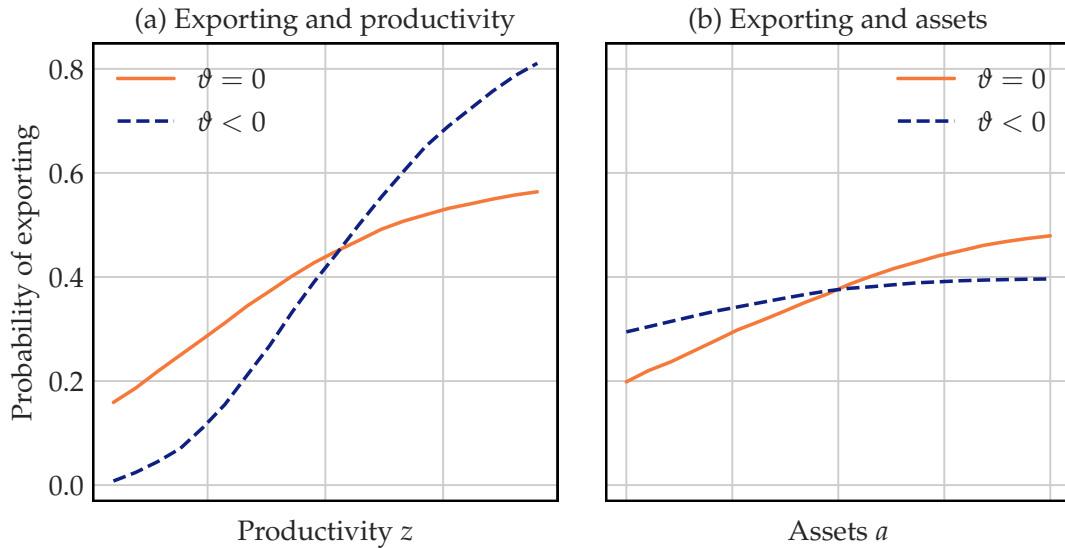 (a) Exporting and productivity
(b) Exporting and assets
Probability of exporting
0.8
0.6
0.4
0.2
0.0
ϑ = 0
ϑ < 0
ϑ = 0
ϑ < 0
Productivity z
Assets a